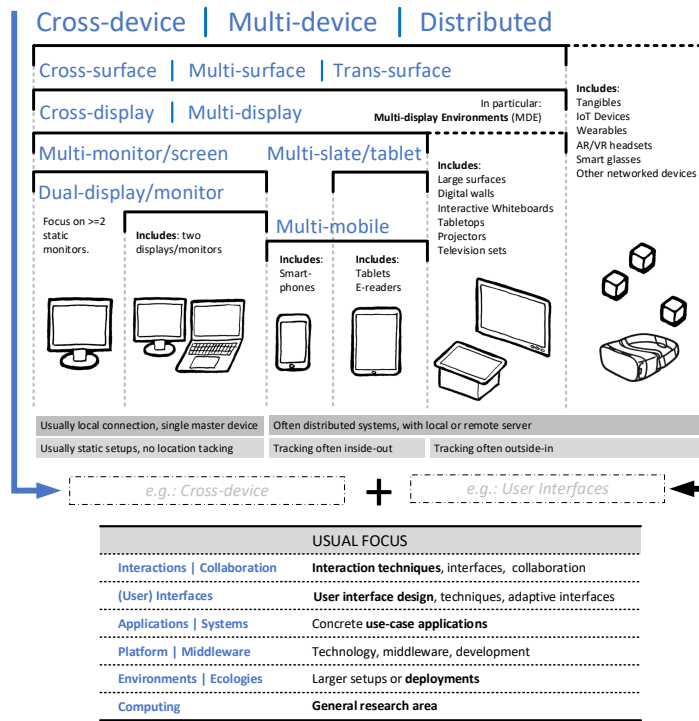 Cross-device | Multi-device | Distributed
Cross-surface | Multi-surface | Trans-surface
Cross-display | Multi-display
In particular:
Multi-display Environments (MDE)
Includes:
Tangibles
IoT Devices
Wearables
AR/VR headsets
Smart glasses
Other networked devices
Multi-monitor/screen
Multi-slate/tablet
Includes:
Large surfaces
Digital walls
Interactive Whiteboards
Tabletops
Projectors
Television sets
Dual-display/monitor
Focus on >=2
static
monitors.
Includes: two
displays/monitors
Multi-mobile
Includes:
Smart-
phones
Includes:
Tablets
E-readers
Usually local connection, single master device
Often distributed systems, with local or remote server
Usually static setups, no location tacking
Tracking often inside-out
Tracking often outside-in
e.g.: Cross-device + e.g.: User Interfaces
USUAL FOCUS
Interactions | Collaboration Interaction techniques, interfaces, collaboration
(User) Interfaces User interface design, techniques, adaptive interfaces
Applications | Systems Concrete use-case applications
Platform | Middleware Technology, middleware, development
Environments | Ecologies Larger setups or deployments
Computing General research area